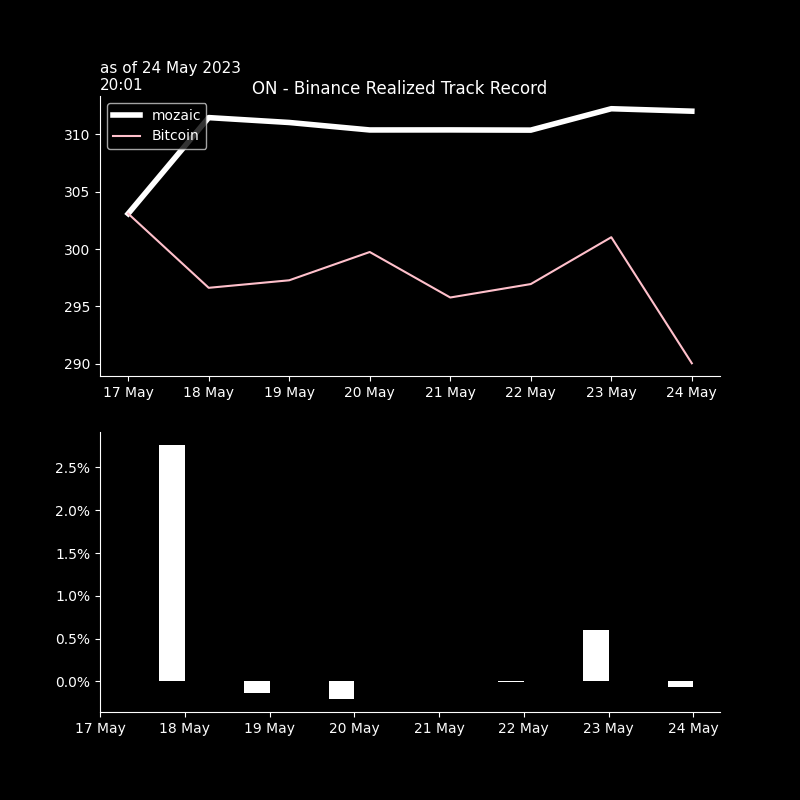 as of 24 May 2023
20:01
ON - Binance Realized Track Record
mozaic
Bitcoin
310
305
300
295
290
17 May 18 May 19 May 20 May 21 May 22 May 23 May 24 May
2.5%
2.0%
1.5%
1.0%
0.5%
0.0%
17 May 18 May 19 May 20 May 21 May 22 May 23 May 24 May